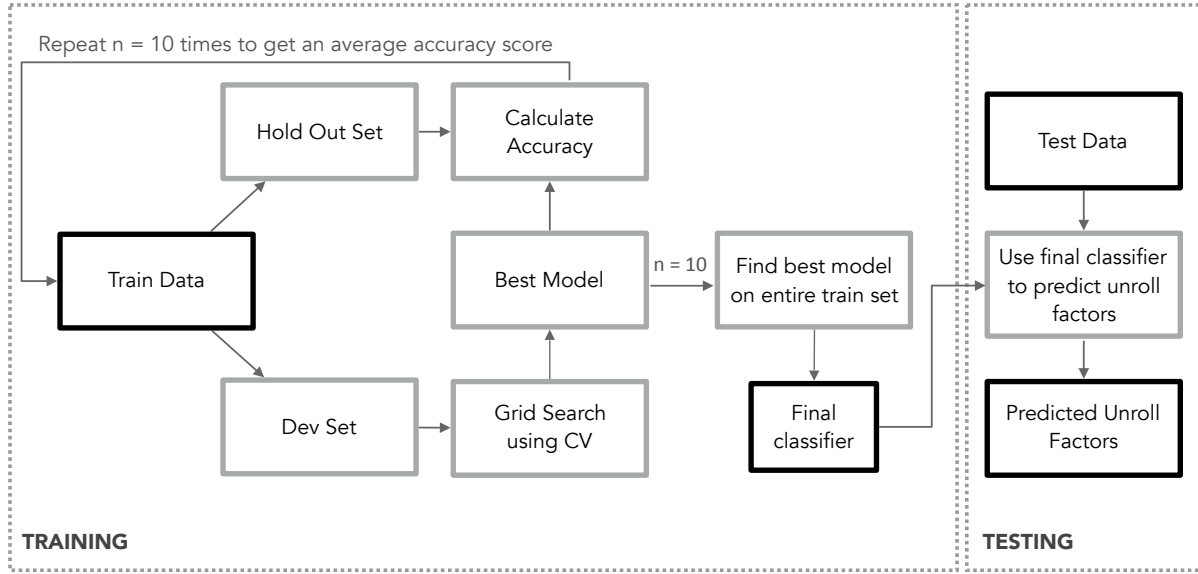 Repeat n = 10 times to get an average accuracy score
Hold Out Set
Calculate
Accuracy
Test Data
Train Data
Best Model
n = 10
Find best model
on entire train set
Use final classifier
to predict unroll
factors
Dev Set
Grid Search
using CV
Final
classifier
Predicted Unroll
Factors
TRAINING
TESTING